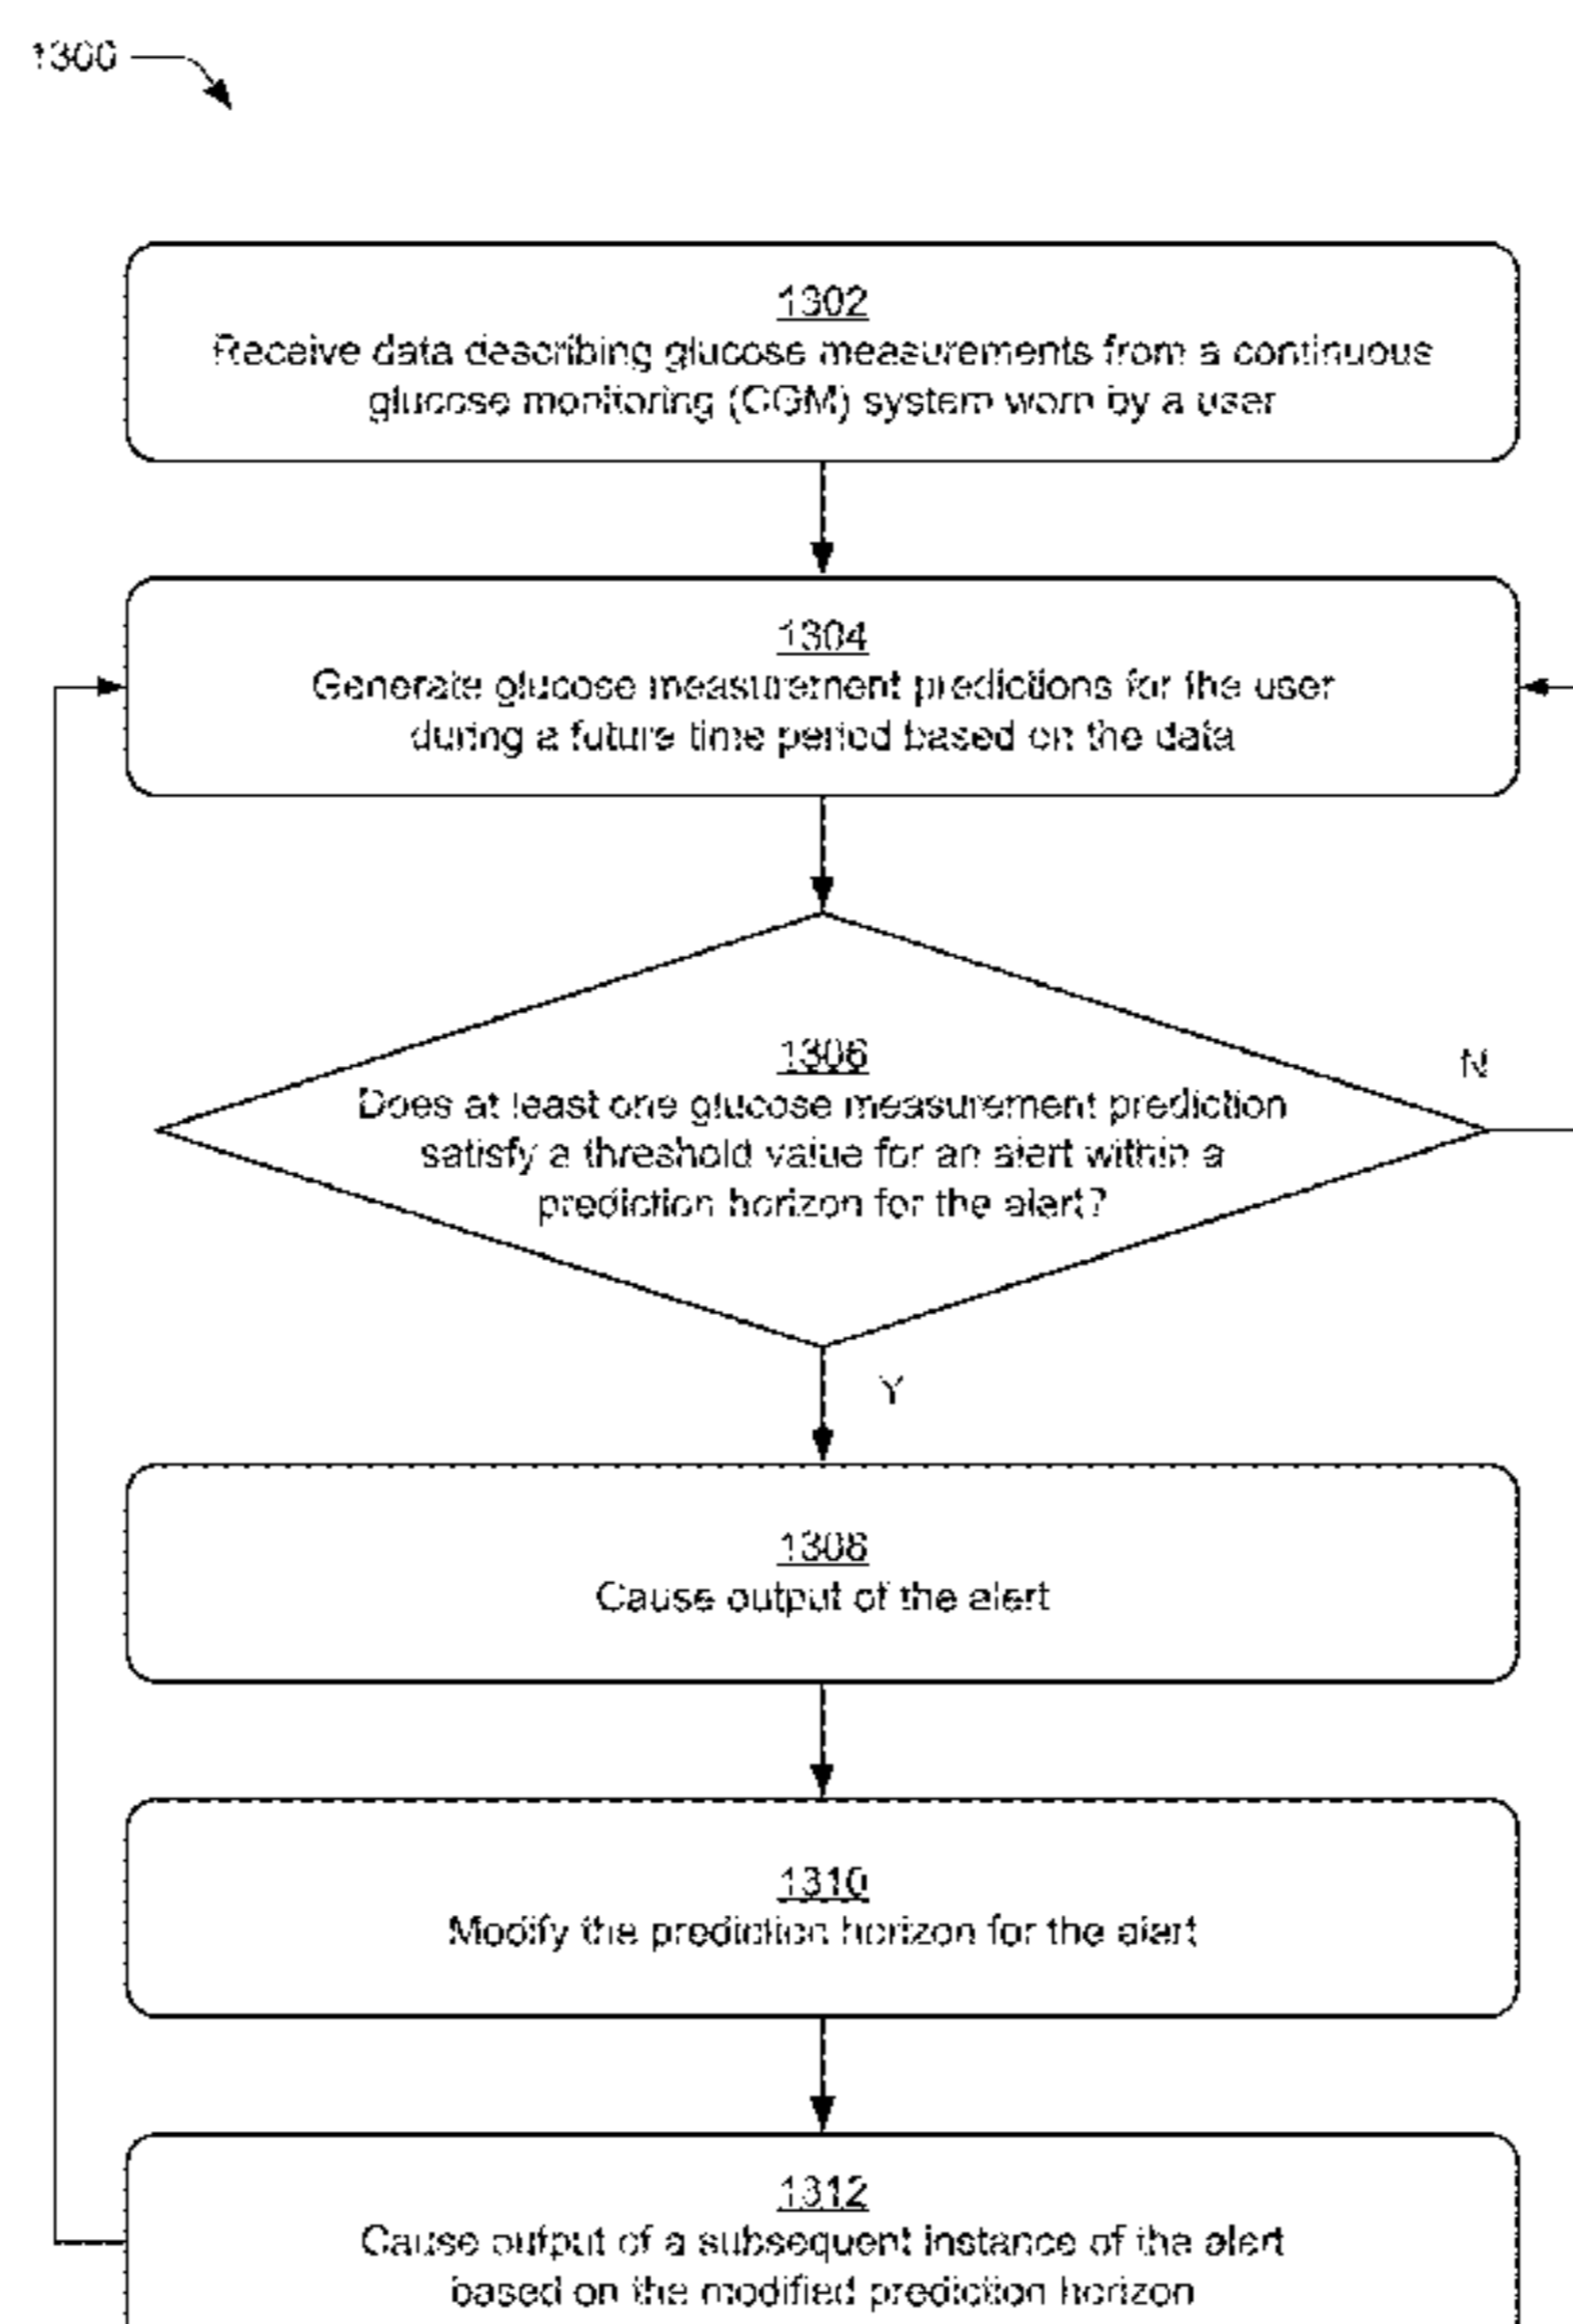 1300
1302
Receive data describing glucose measurements from a continuous
glucose monitoring (CGM) system worn by a user
1304
Generate glucose measurement predictions for the user
during a future time period based on the data
1306
Does at least one glucose measurement prediction
satisfy a threshold value for an alert within a
prediction horizon for the alert?
N
Y
1308
Cause output of the alert
1310
Modify the prediction horizon for the alert
1312
Cause output of a subsequent instance of the alert
based on the modified prediction horizon